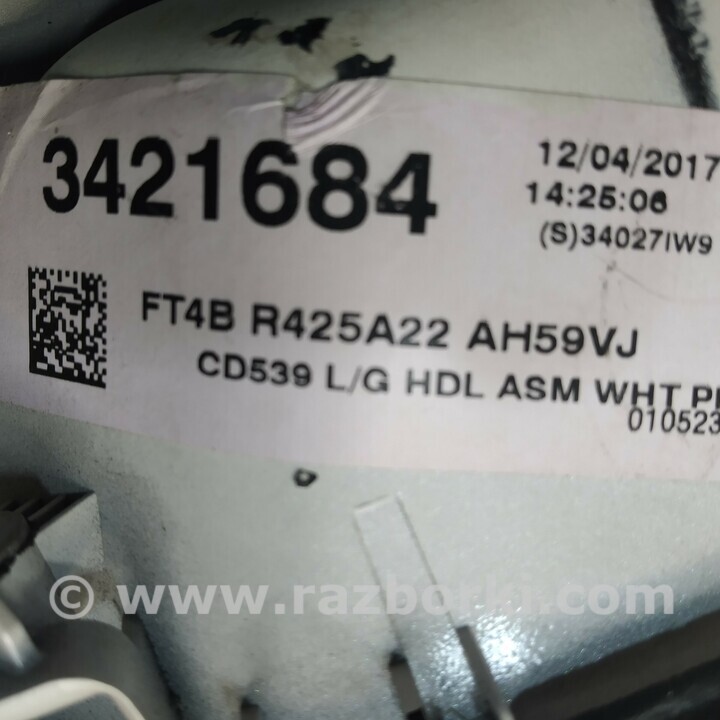 3421684
12/04/2017
14:25:06
(S)34027IW9
FT4B R425A22 AH59VJ
CD539 L/G HDL ASM WHT
010523
© www.razborki.com